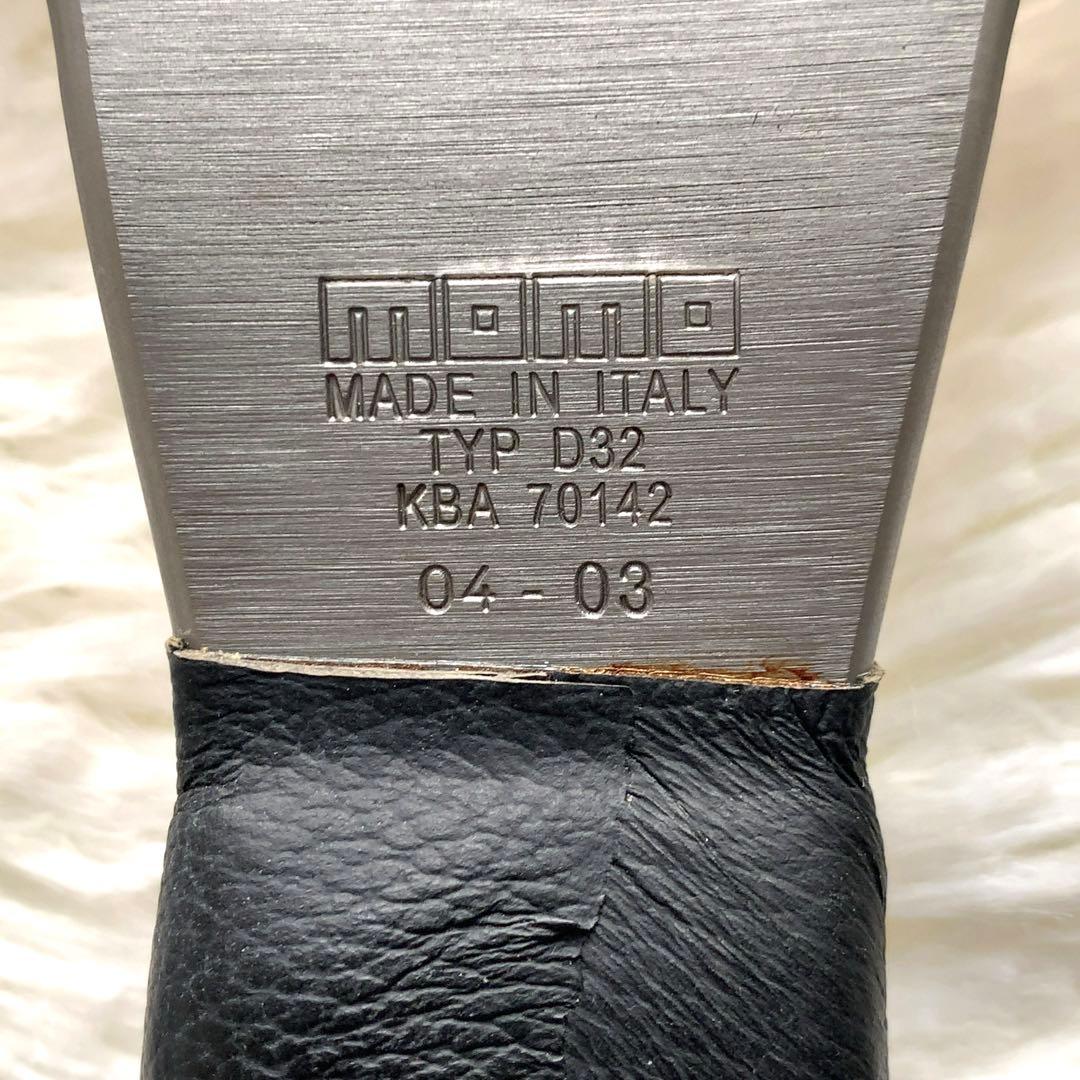 momo
MADE IN ITALY
TYP D32
KBA 70142
04 - 03